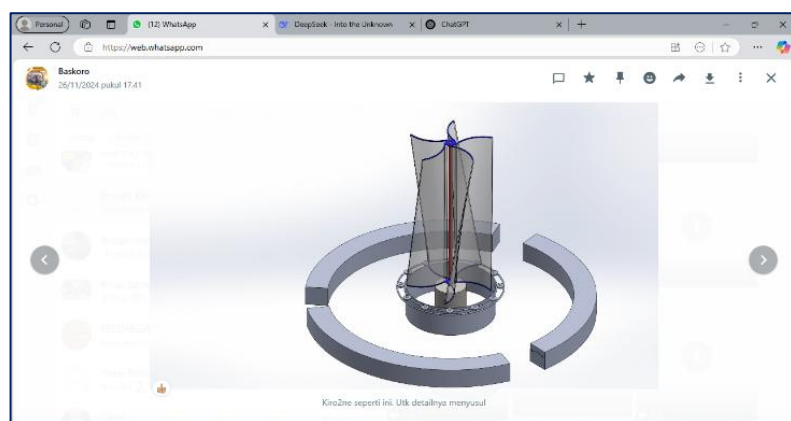 Personal
(12) WhatsApp
DeepSeek - Into the Unknown
ChatGPT
https://web.whatsapp.com
Baskoro
26/11/2024 pukul 17.41
Kiro2ne seperti ini. Utk detailnya menyusul